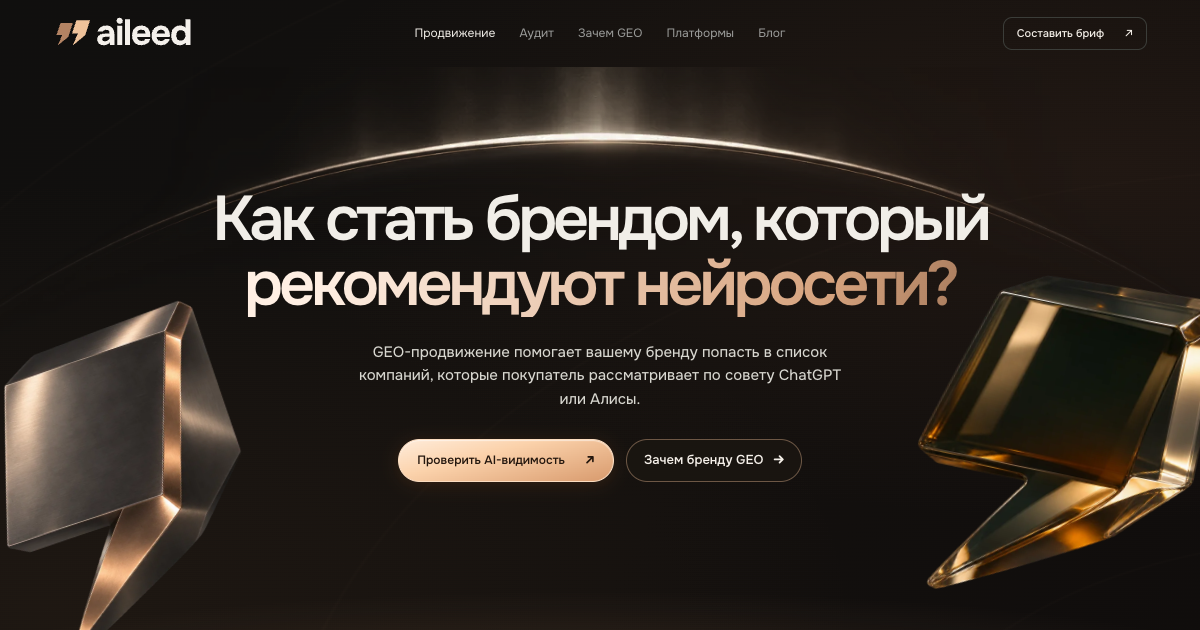 aileed
Продвижение
Аудит
Зачем GEO
Платформы
Блог
Составить бриф
Как стать брендом, который
рекомендуют нейросети?
GEO-продвижение помогает вашему бренду попасть в список
компаний, которые покупатель рассматривает по совету ChatGPT
или Алисы.
Проверить AI-видимость
Зачем бренду GEO